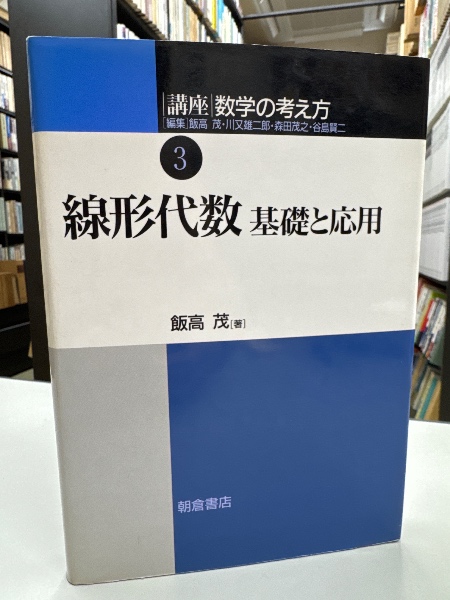 講座 数学の考え方
[編集]飯高 茂・川又雄二郎・森田茂之・谷島賢二
3
線形代数 基礎と応用
飯高 茂[著]
朝倉書店